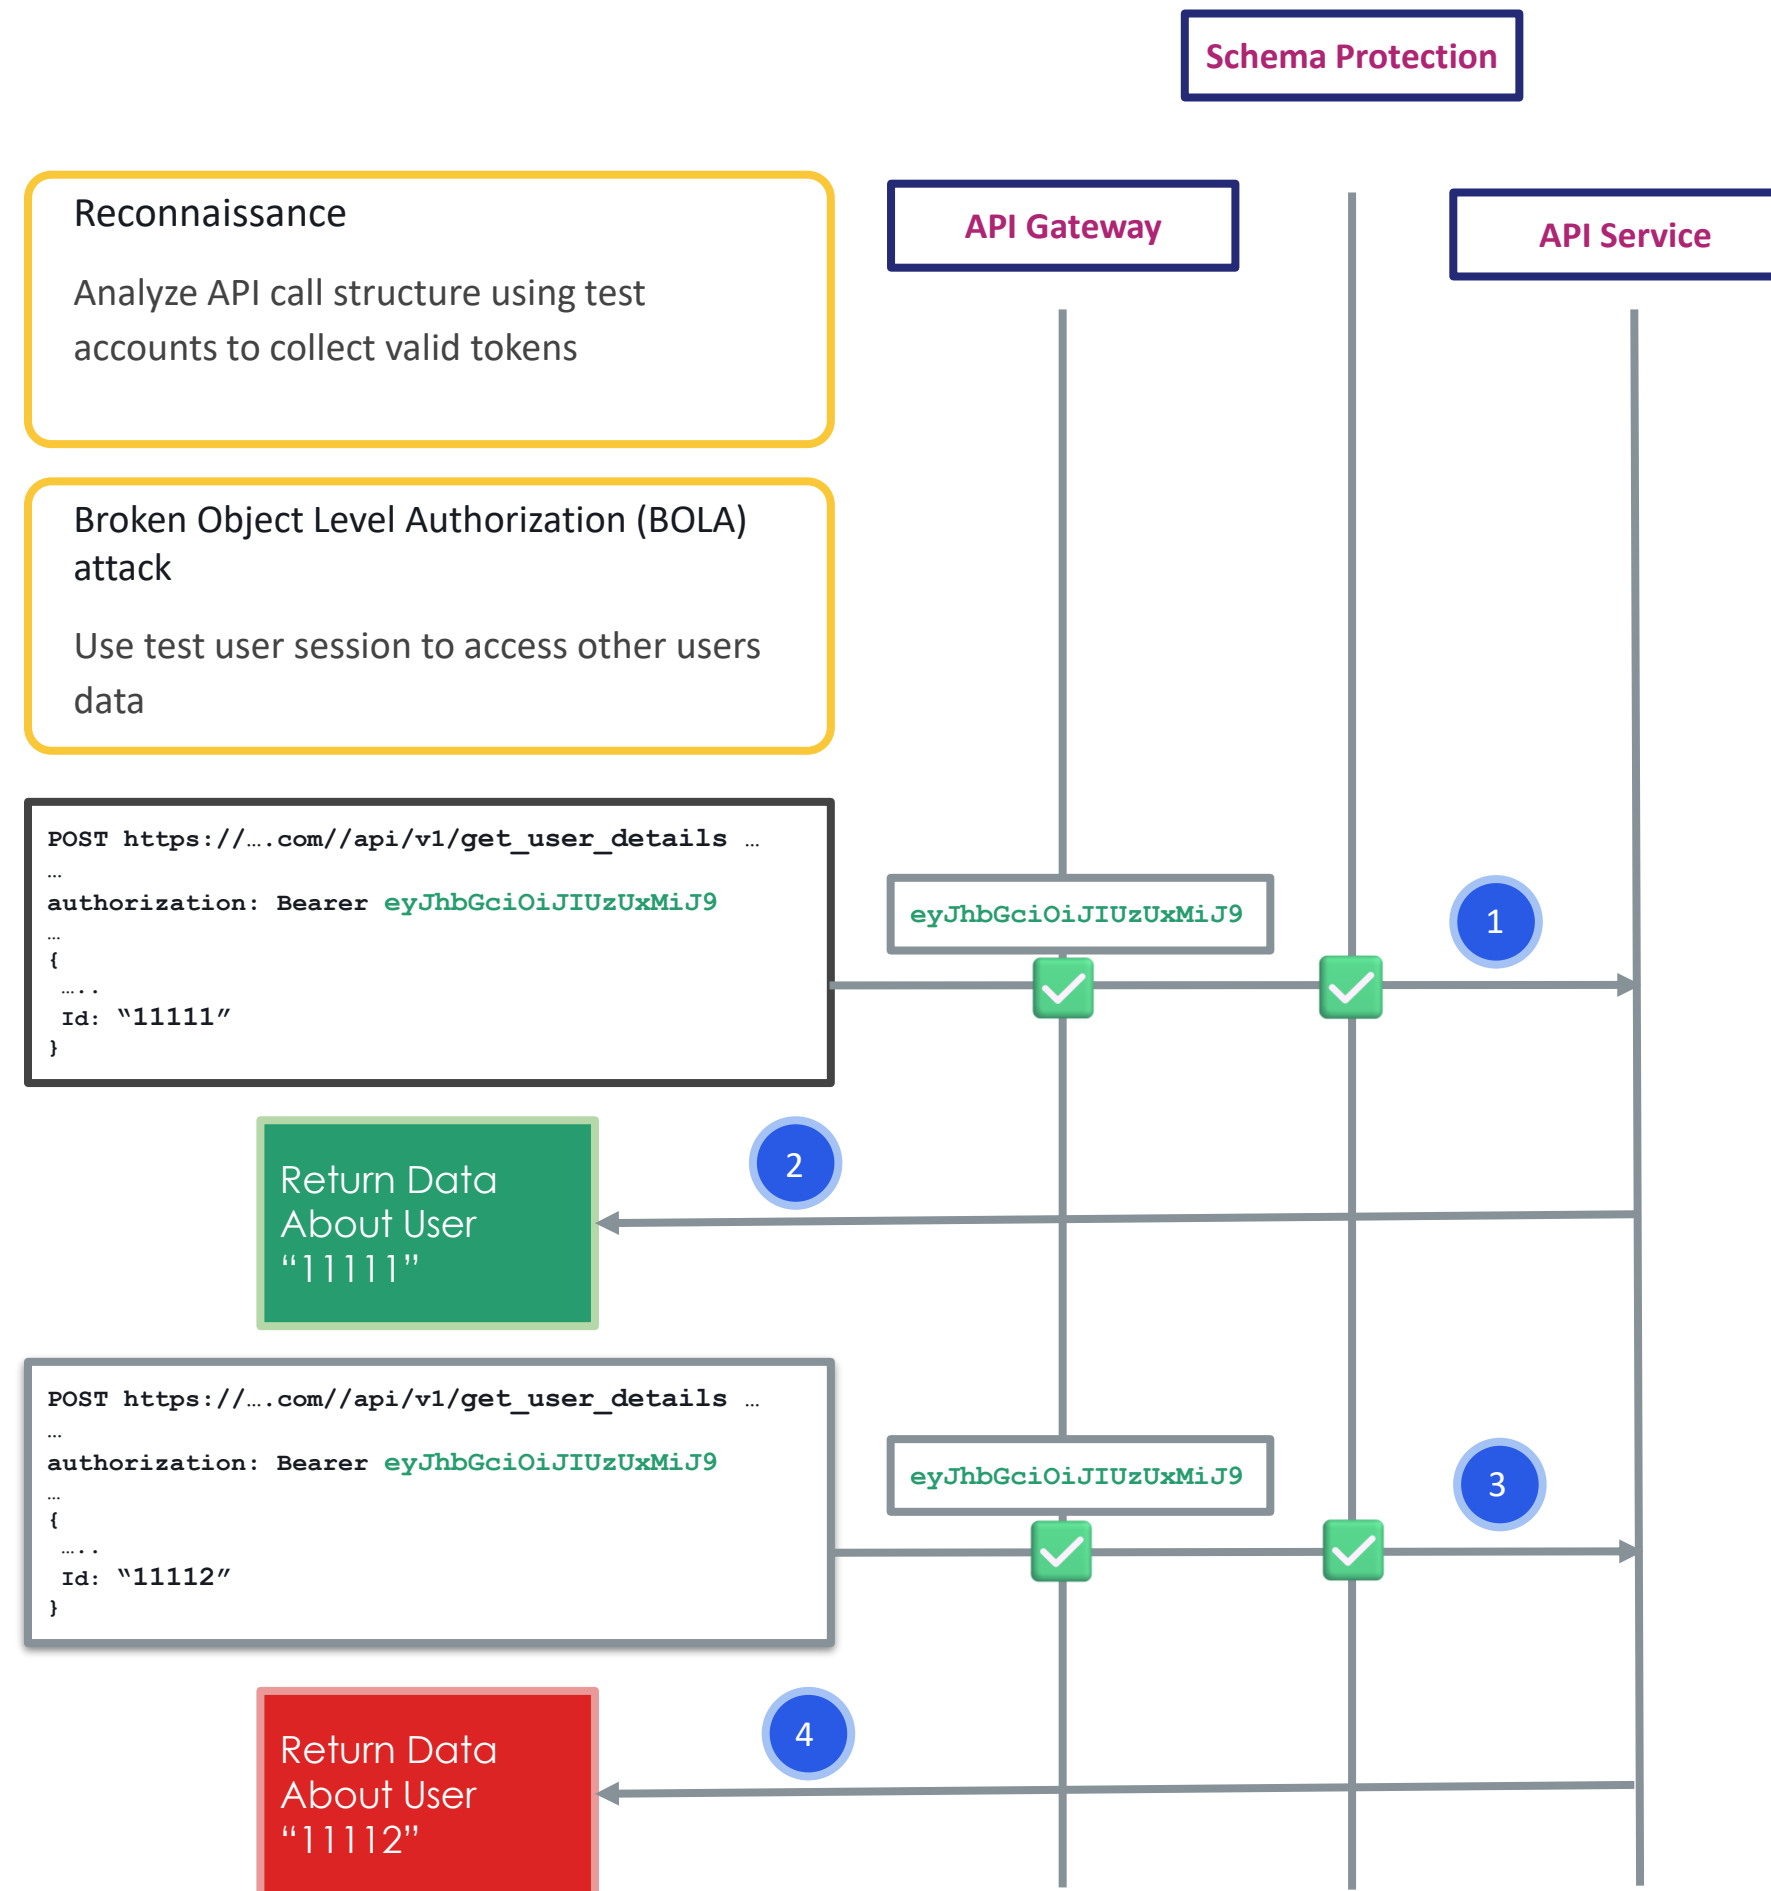 Schema Protection
Reconnaissance
Analyze API call structure using test
accounts to collect valid tokens
API Gateway
API Service
Broken Object Level Authorization (BOLA)
attack
Use test user session to access other users
data
POST https://….com//api/v1/get_user_details …
…
authorization: Bearer eyJhbGciOiJIUzUxMiJ9
…
{
…..
Id: “11111”
}
eyJhbGciOiJIUzUxMiJ9
1
Return Data
About User
“11111”
2
POST https://….com//api/v1/get_user_details …
…
authorization: Bearer eyJhbGciOiJIUzUxMiJ9
…
{
…..
Id: “11112”
}
eyJhbGciOiJIUzUxMiJ9
3
Return Data
About User
“11112”
4